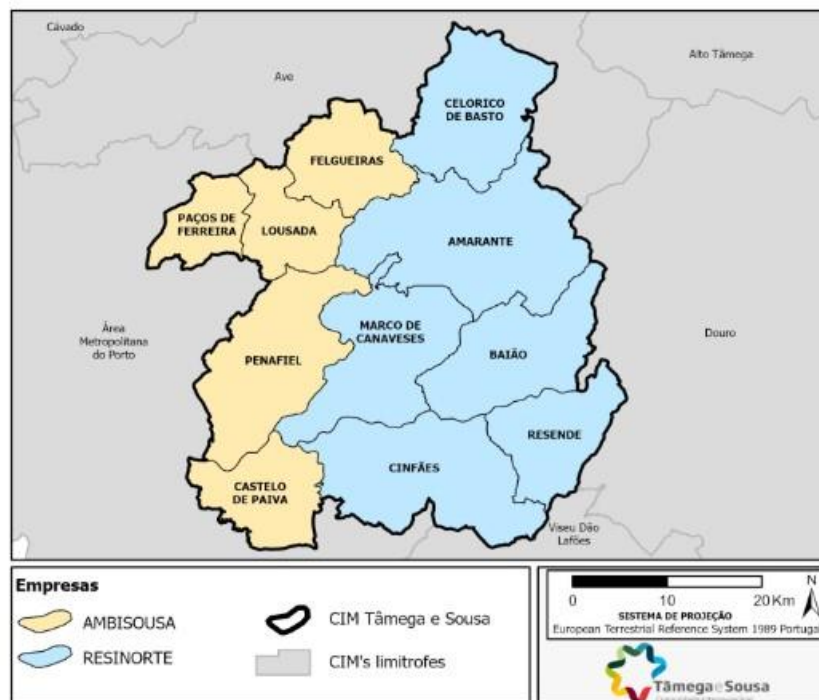 Cávado
Alto Tâmega
Ave
CELORICO
DE BASTO
FELGUEIRAS
PAÇOS DE
FERREIRA
LOUSADA
AMARANTE
Área
Metropolitana
do Porto
MARCO DE
CANAVESES
Douro
PENAFIEL
BAIÃO
RESENDE
CINFÃES
CASTELO
DE PAIVA
Viseu Dão
Lafões
Empresas
AMBISOUSA
RESINORTE
CIM Tâmega e Sousa
CIM's limítrofes
N
0 10 20 Km
SISTEMA DE PROJEÇÃO
European Terrestrial Reference System 1989 Portugal
Tâmega e Sousa